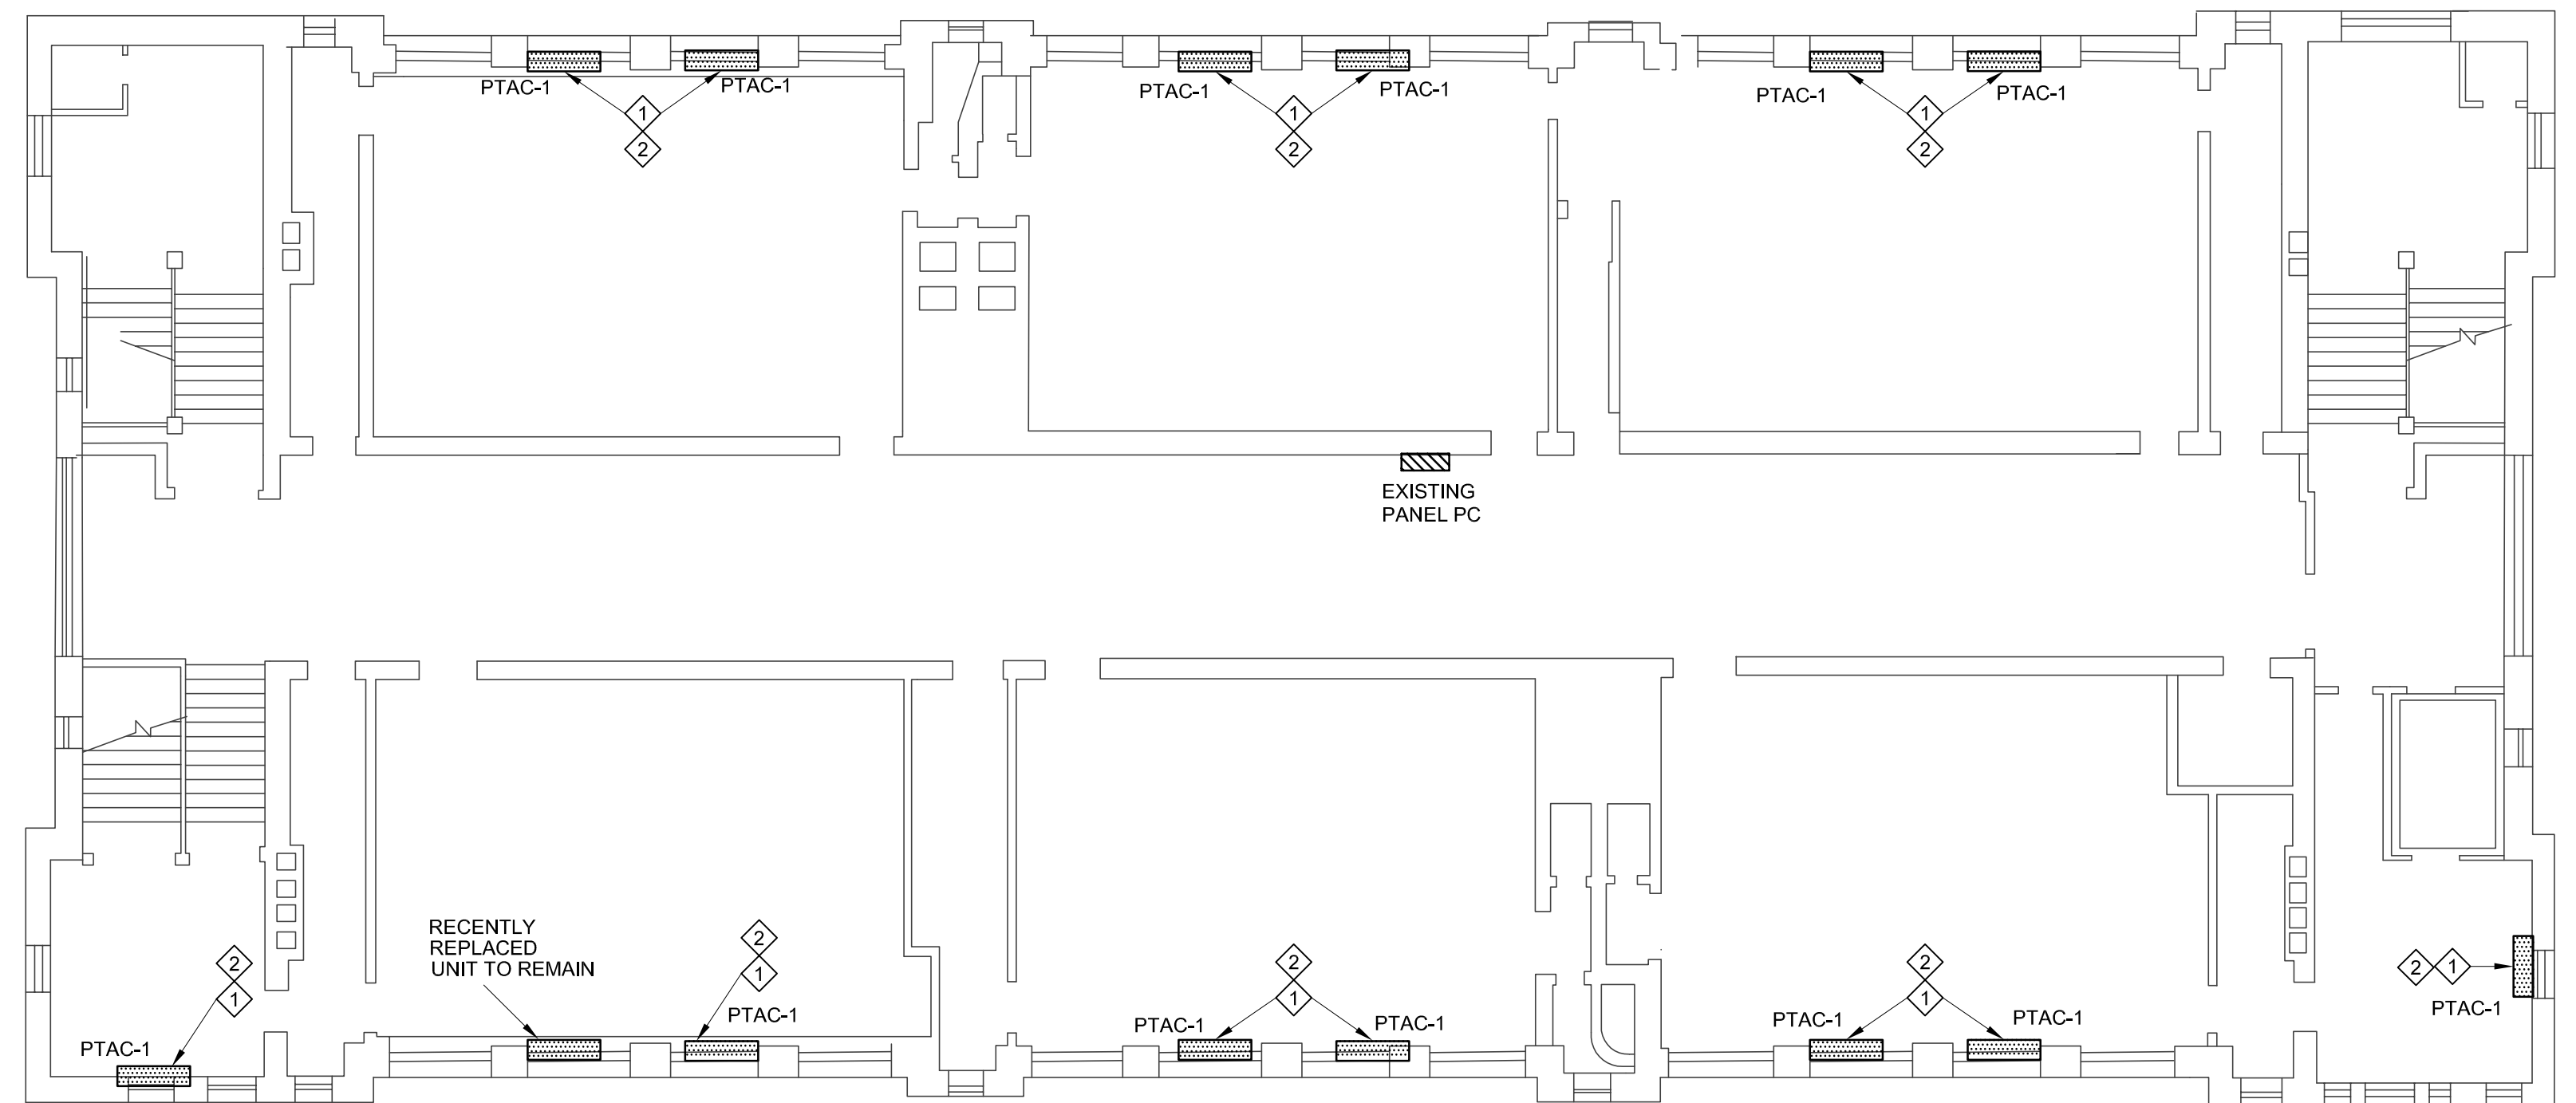 PTAC-1
PTAC-1
1
2
PTAC-1
PTAC-1
1
2
PTAC-1
PTAC-1
1
2
EXISTING
PANEL PC
2
1
PTAC-1
RECENTLY
REPLACED
UNIT TO REMAIN
2
1
PTAC-1
2
1
PTAC-1
PTAC-1
2
1
PTAC-1
PTAC-1
2 1
PTAC-1